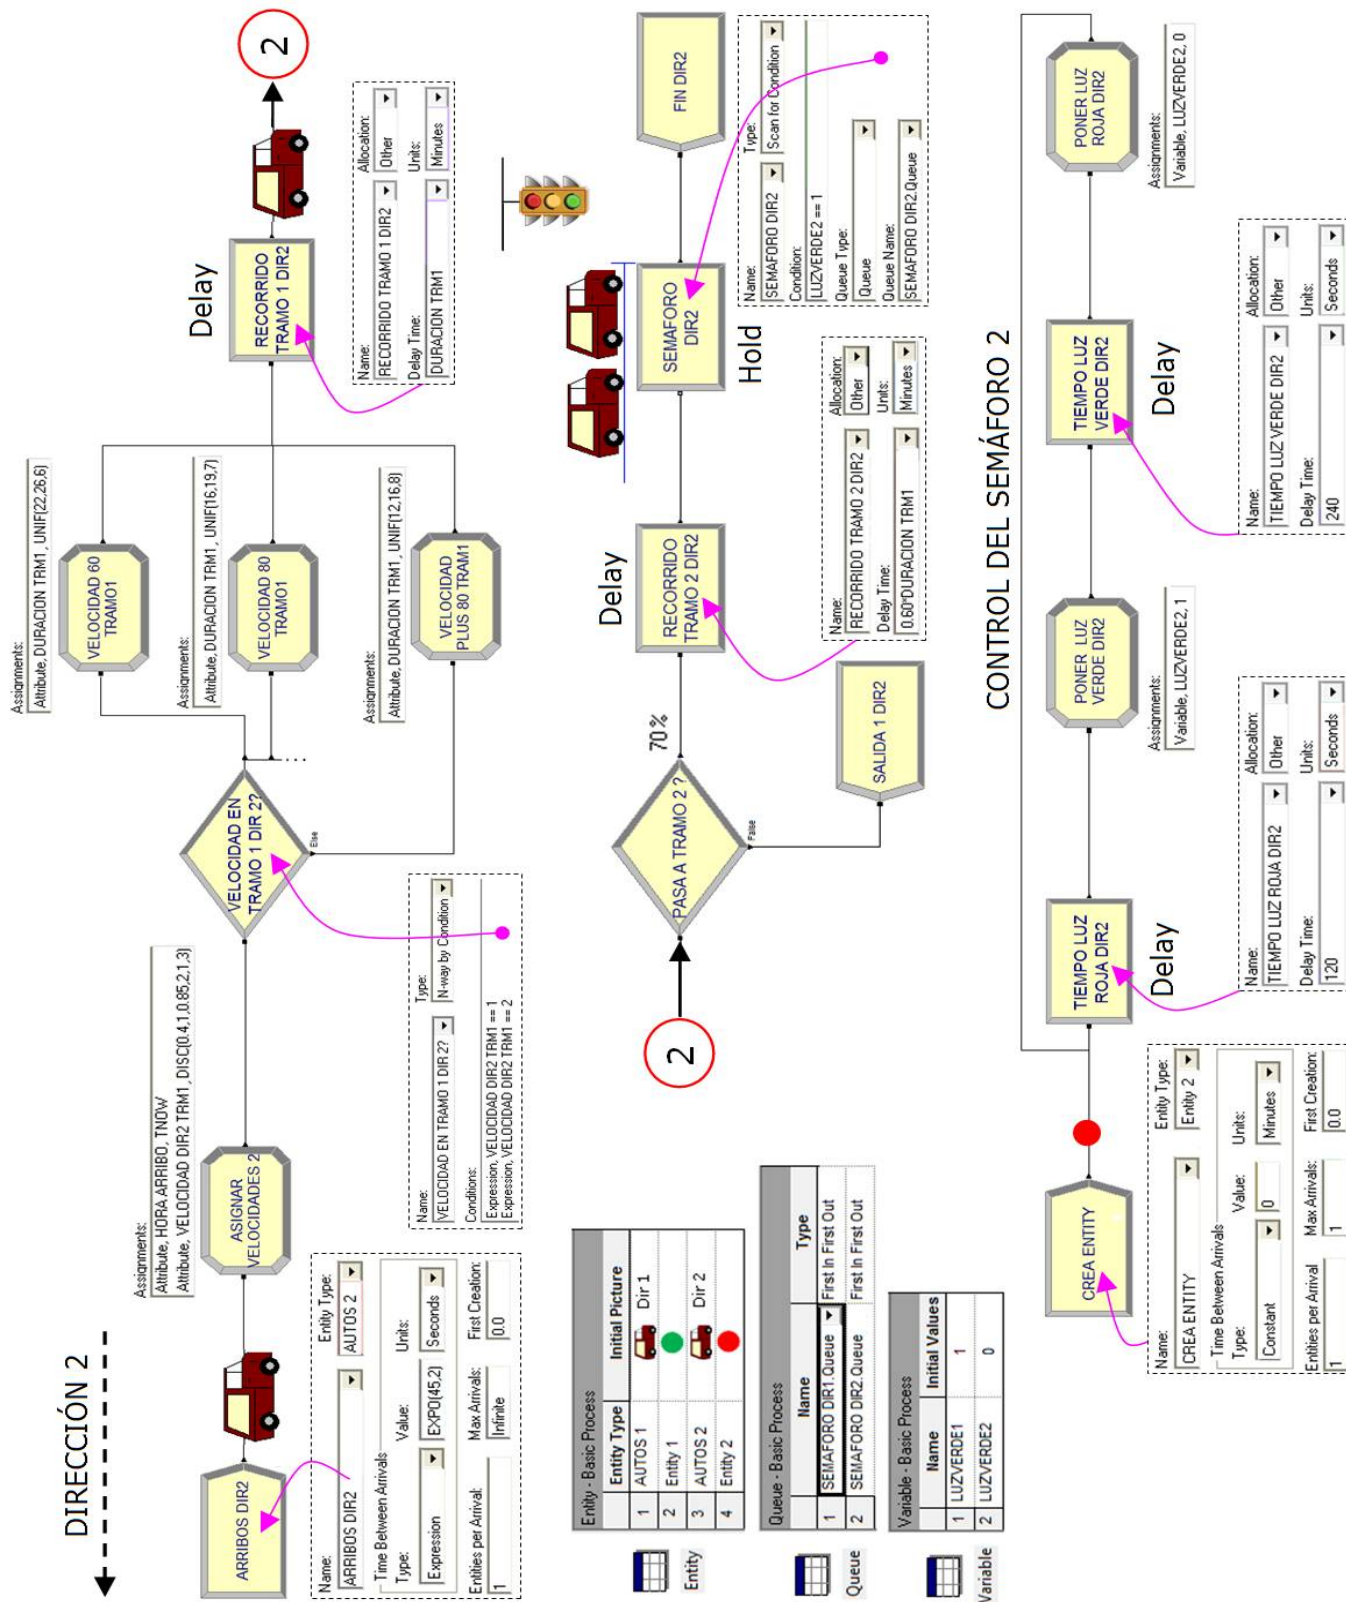 DIRECCIÓN 2
ARRIBOS DIR2
Name:
ARRIBOS DIR2
Entity Type:
AUTOS 2
Time Between Arrivals
Type:
Expression
Value:
EXPO(45,2)
Units:
Seconds
Entities per Arrival:
1
Max Arrivals:
Infinite
First Creation:
0.0
Assignments:
Attribute, HORA ARRIBO, TNOW
Attribute, VELOCIDAD DIR2 TRM1, DISC(0.4,1,0.85,2,1,3)
ASIGNAR
VELOCIDADES 2
VELOCIDAD EN
TRAMO 1 DIR 2?
Else
Name:
VELOCIDAD EN TRAMO 1 DIR 2?
Type:
N-way by Condition
Conditions:
Expression, VELOCIDAD DIR2 TRM1 == 1
Expression, VELOCIDAD DIR2 TRM1 == 2
Assignments:
Attribute, DURACION TRM1 , UNIF(22,26,6)
VELOCIDAD 60
TRAMO1
Assignments:
Attribute, DURACION TRM1 , UNIF(16,19,7)
VELOCIDAD 80
TRAMO1
Assignments:
Attribute, DURACION TRM1 , UNIF(12,16,8)
VELOCIDAD
PLUS 80 TRAM1
Delay
RECORRIDO
TRAMO 1 DIR2
Name:
RECORRIDO TRAMO 1 DIR2
Allocation:
Other
Delay Time:
DURACION TRM1
Units:
Minutes
2
2
PASA A TRAMO 2 ?
70%
False
SALIDA 1 DIR2
Delay
RECORRIDO
TRAMO 2 DIR2
Name:
RECORRIDO TRAMO 2 DIR2
Allocation:
Other
Delay Time:
0.60*DURACION TRM1
Units:
Minutes
SEMAFORO
DIR2
Hold
Name:
SEMAFORO DIR2
Type:
Scan for Condition
Condition:
LUZVERDE2 == 1
Queue Type:
Queue
Queue Name:
SEMAFORO DIR2.Queue
FIN DIR2
Entity - Basic Process
Entity Type Initial Picture
1 AUTOS 1 Dir 1
2 Entity 1
3 AUTOS 2 Dir 2
4 Entity 2
Entity
Queue - Basic Process
Name Type
1 SEMAFORO DIR1.Queue First In First Out
2 SEMAFORO DIR2.Queue First In First Out
Queue
Variable - Basic Process
Name Initial Values
1 LUZVERDE1 1
2 LUZVERDE2 0
Variable
CONTROL DEL SEMÁFORO 2
CREA ENTITY
Name:
CREA ENTITY
Entity Type:
Entity 2
Time Between Arrivals
Type:
Constant
Value:
0
Units:
Minutes
Entities per Arrival
1
Max Arrivals:
1
First Creation:
0.0
TIEMPO LUZ
ROJA DIR2
Delay
Name:
TIEMPO LUZ ROJA DIR2
Allocation:
Other
Delay Time:
120
Units:
Seconds
PONER LUZ
VERDE DIR2
Assignments:
Variable, LUZVERDE2, 1
TIEMPO LUZ
VERDE DIR2
Delay
Name:
TIEMPO LUZ VERDE DIR2
Allocation:
Other
Delay Time:
240
Units:
Seconds
PONER LUZ
ROJA DIR2
Assignments:
Variable, LUZVERDE2, 0